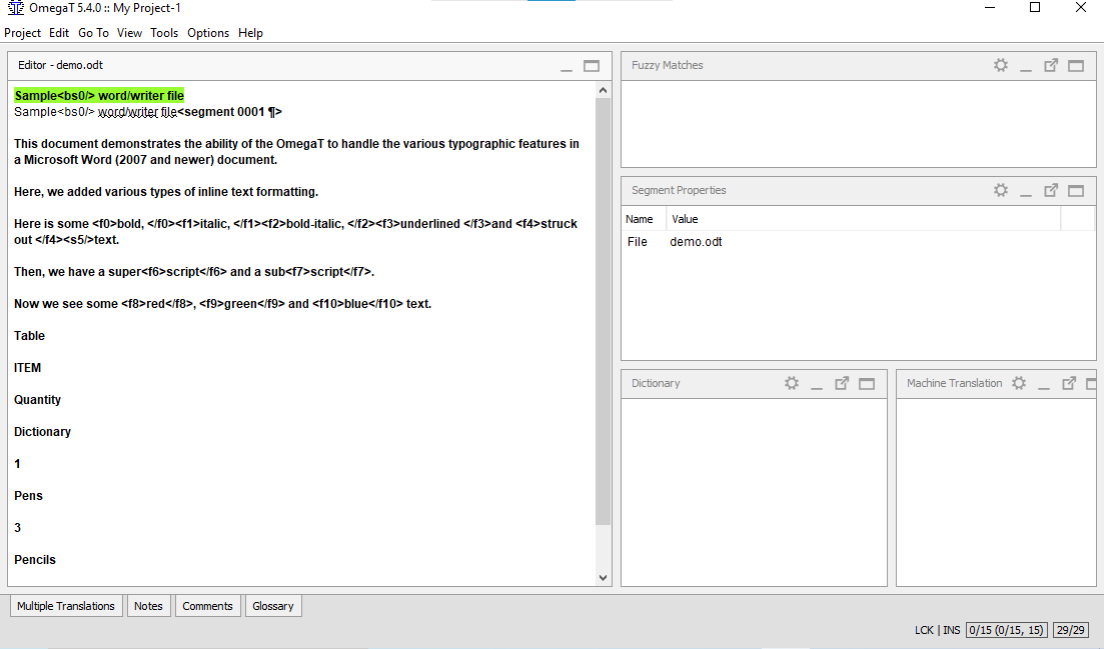 OmegaT 5.4.0 :: My Project-1
Project Edit Go To View Tools Options Help
Editor - demo.odt
Sample<bs0/> word/writer file
Sample<bs0/> word/writer file<segment 0001 ¶>
This document demonstrates the ability of the OmegaT to handle the various typographic features in
a Microsoft Word (2007 and newer) document.
Here, we added various types of inline text formatting.
Here is some <f0>bold, </f0><f1>italic, </f1><f2>bold-italic, </f2><f3>underlined </f3>and <f4>struck
out </f4><s5/>text.
Then, we have a super<f6>script</f6> and a sub<f7>script</f7>.
Now we see some <f8>red</f8>, <f9>green</f9> and <f10>blue</f10> text.
Table
ITEM
Quantity
Dictionary
1
Pens
3
Pencils
Fuzzy Matches
Segment Properties
Name Value
File demo.odt
Dictionary
Machine Translation
Multiple Translations Notes Comments Glossary
LCK | INS 0/15 (0/15, 15) 29/29